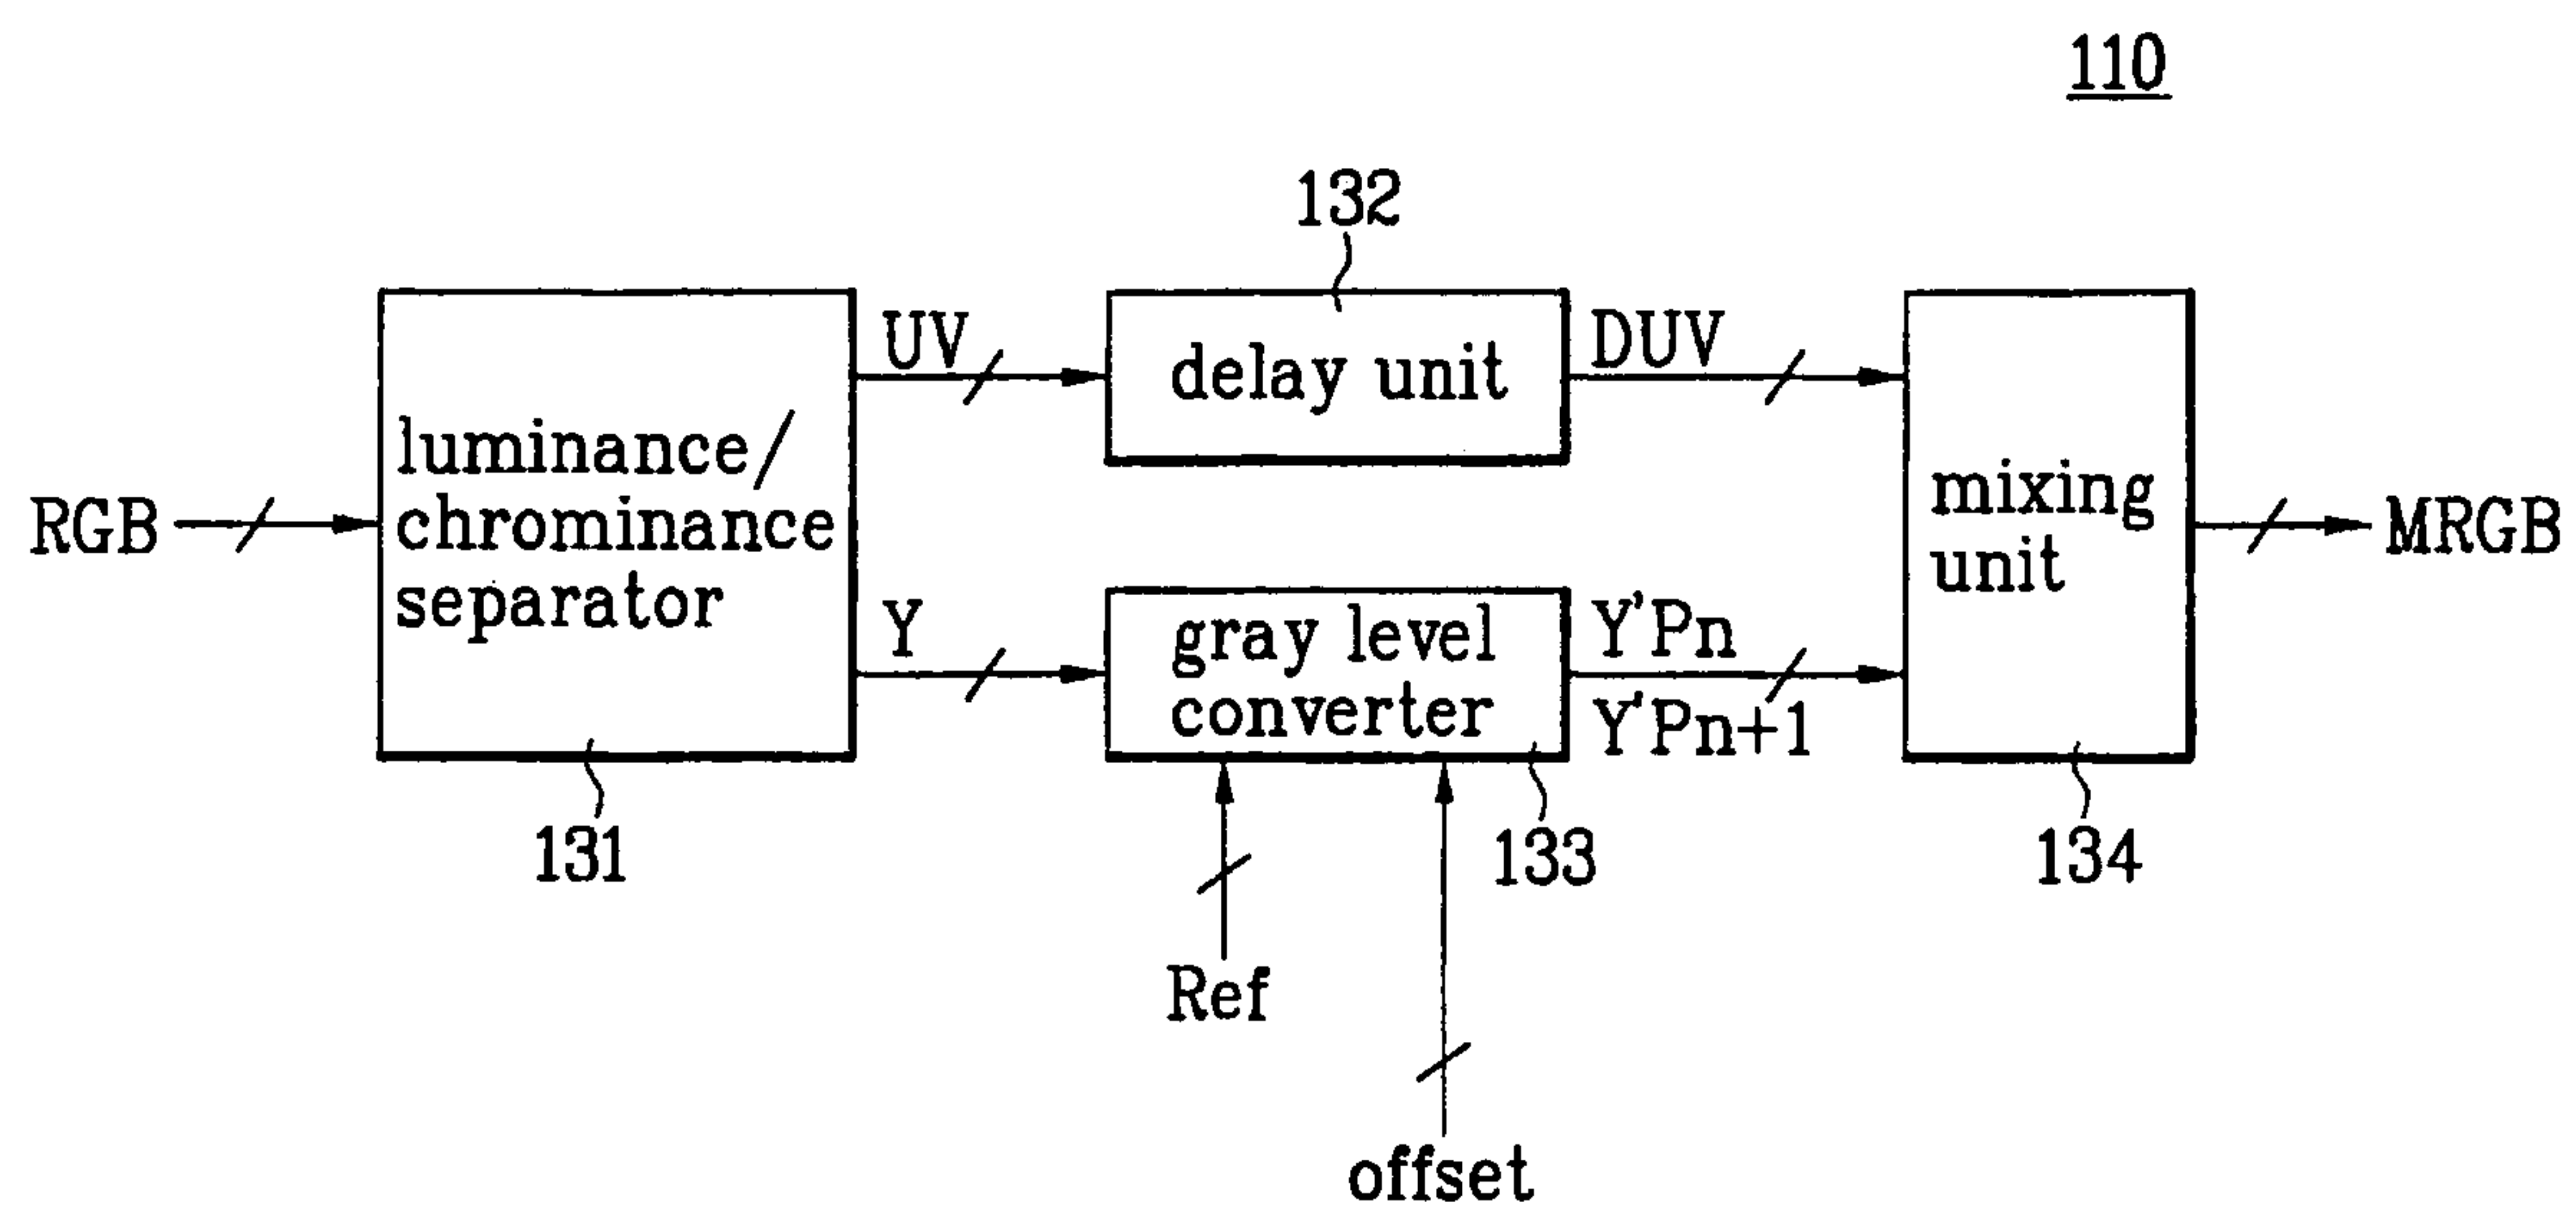 110
132
UV
DUV
delay unit
luminance/
chrominance
separator
RGB
mixing
unit
MRGB
Y
gray level
converter
Y'Pn
Y'Pn+1
131
133
134
Ref
offset